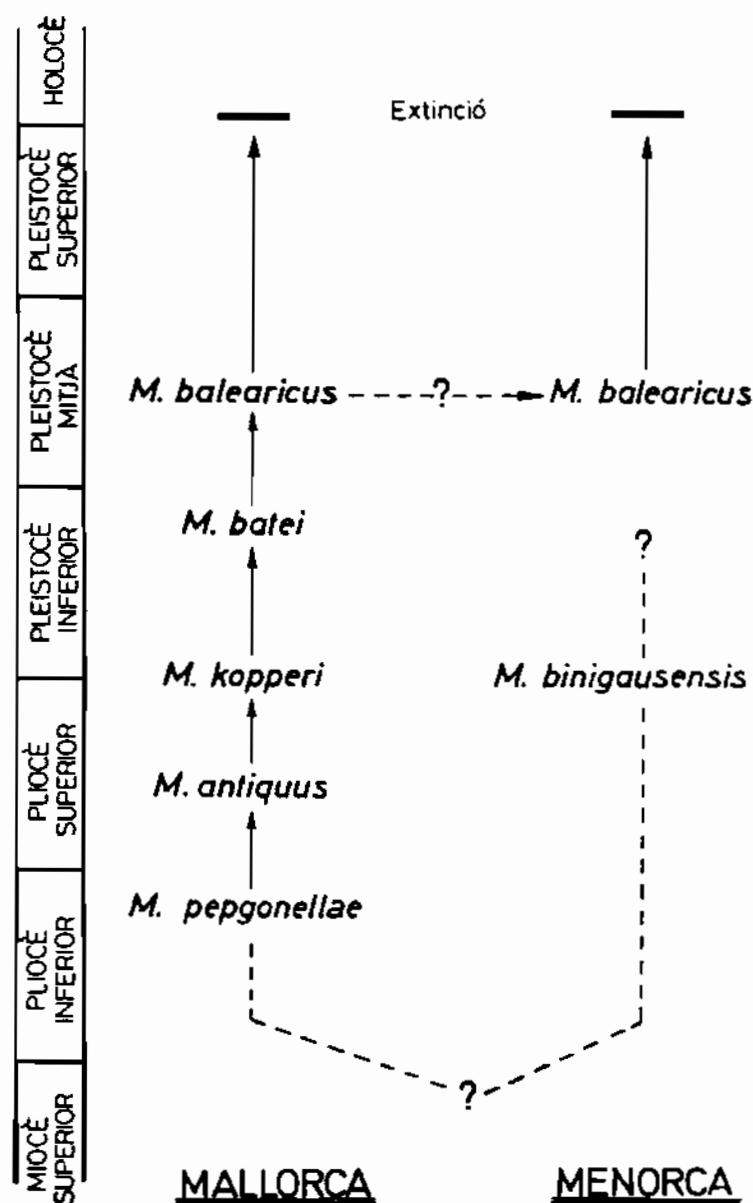 HOLOCÈ
Extinció
PLEISTOCÈ
SUPERIOR
PLEISTOCÈ
MITJÀ
M. balearicus --?--► M. balearicus
PLEISTOCÈ
INFERIOR
M. batei
?
M. kopperi M. binigausensis
PLIOCÈ
SUPERIOR
M. antiquus
PLIOCÈ
INFERIOR
M. pepgonellae
?
MIOCÈ
SUPERIOR
MALLORCA MENORCA